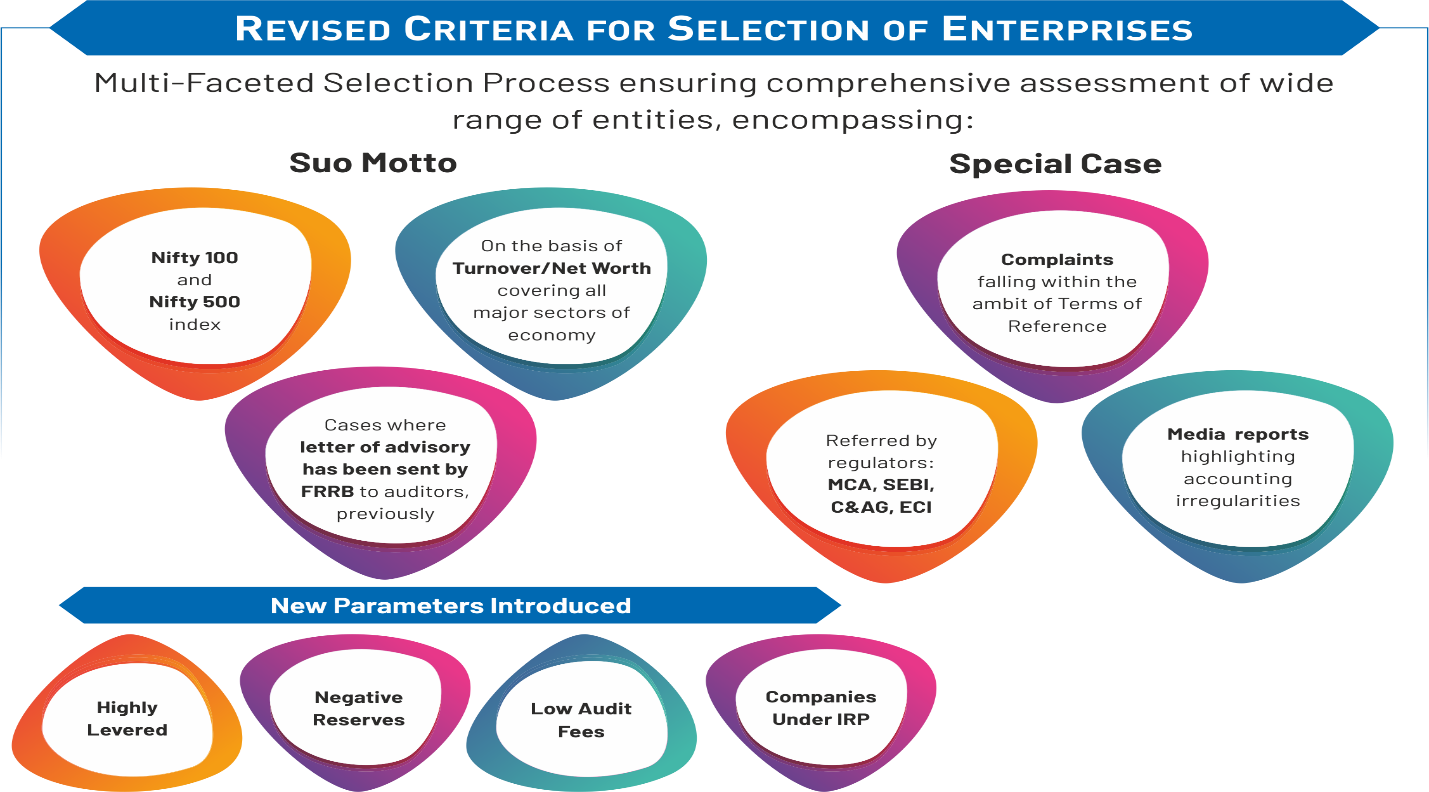 REVISED CRITERIA FOR SELECTION OF ENTERPRISES
Multi-Faceted Selection Process ensuring comprehensive assessment of wide
range of entities, encompassing:
Suo Motto
Nifty 100
and
Nifty 500
index
On the basis of
Turnover/Net Worth
covering all
major sectors of
economy
Cases where
letter of advisory
has been sent by
FRRB to auditors,
previously
Special Case
Complaints
falling within the
ambit of Terms of
Reference
Referred by
regulators:
MCA, SEBI,
C&AG, ECI
Media reports
highlighting
accounting
irregularities
New Parameters Introduced
Highly
Levered
Negative
Reserves
Low Audit
Fees
Companies
Under IRP